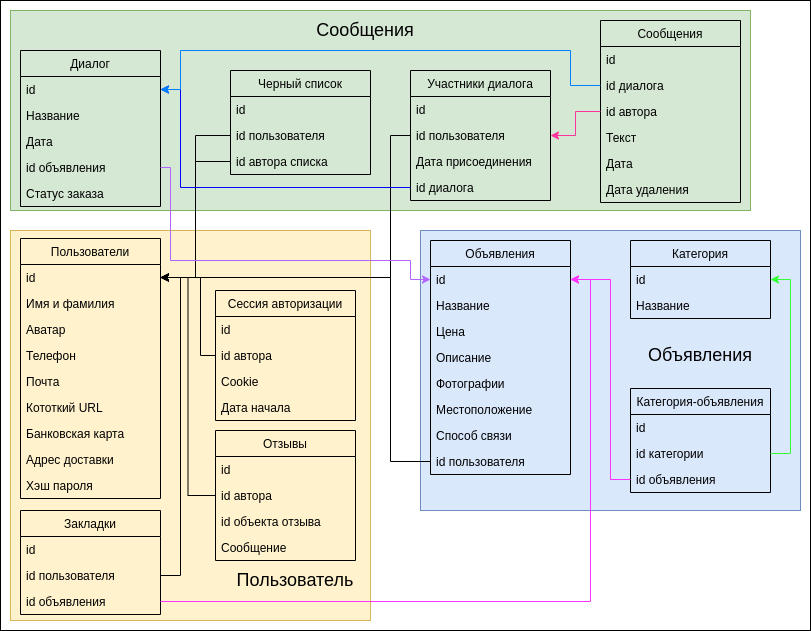 Сообщения
Диалог
id
Название
Дата
id объявления
Статус заказа
Черный список
id
id пользователя
id автора списка
Участники диалога
id
id пользователя
Дата присоединения
id диалога
Сообщения
id
id диалога
id автора
Текст
Дата
Дата удаления
Пользователи
id
Имя и фамилия
Аватар
Телефон
Почта
Кототкий URL
Банковская карта
Адрес доставки
Хэш пароля
Закладки
id
id пользователя
id объявления
Сессия авторизации
id
id автора
Cookie
Дата начала
Отзывы
id
id автора
id объекта отзыва
Сообщение
Пользователь
Объявления
id
Название
Цена
Описание
Фотографии
Местоположение
Способ связи
id пользователя
Категория
id
Название
Объявления
Категория-объявления
id
id категории
id объявления